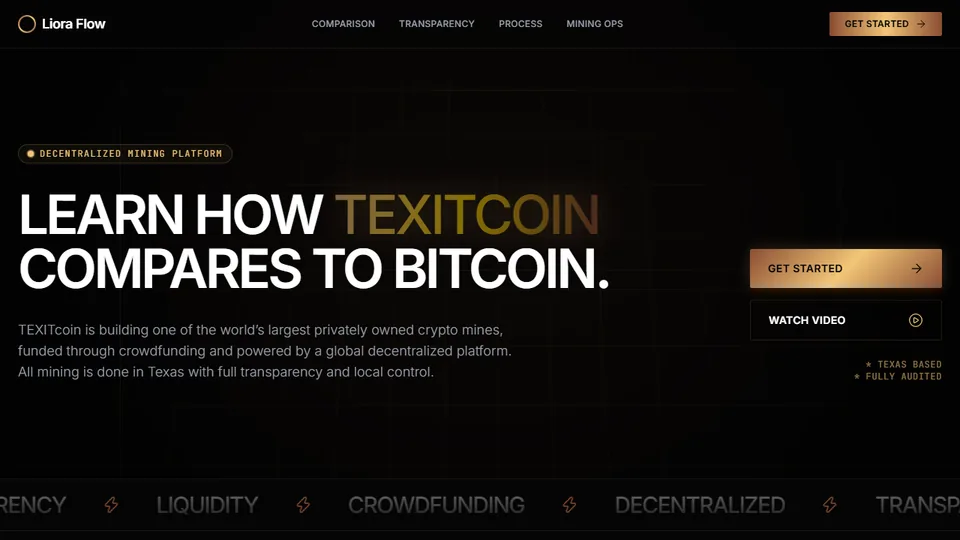 Liora Flow
COMPARISON
TRANSPARENCY
PROCESS
MINING OPS
GET STARTED
DECENTRALIZED MINING PLATFORM
LEARN HOW TEXITCOIN
COMPARES TO BITCOIN.
TEXITcoin is building one of the world’s largest privately owned crypto mines,
funded through crowdfunding and powered by a global decentralized platform.
All mining is done in Texas with full transparency and local control.
GET STARTED
WATCH VIDEO
* TEXAS BASED
* FULLY AUDITED
RENCY LIQUIDITY CROWDFUNDING DECENTRALIZED TRANSP